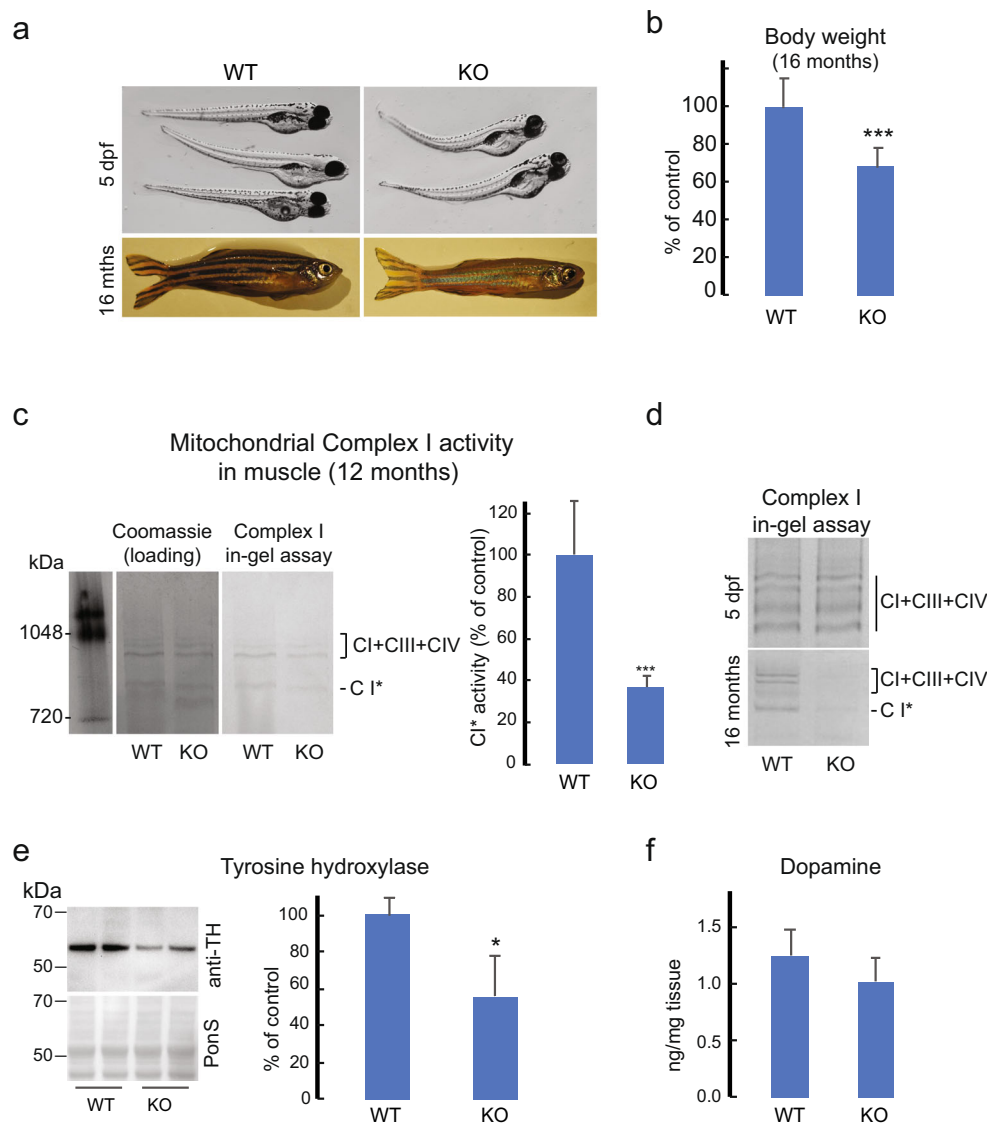 a
WT
KO
5 dpf
16 mths
b
Body weight
(16 months)
% of control
100
80
60
40
20
0
***
WT
KO
c
Mitochondrial Complex I activity
in muscle (12 months)
kDa
Coomassie
(loading)
Complex I
in-gel assay
1048
720
CI+CIII+CIV
- C I*
WT
KO
WT
KO
CI* activity (% of control)
120
100
80
60
40
20
0
***
WT
KO
d
Complex I
in-gel assay
5 dpf
CI+CIII+CIV
16 months
CI+CIII+CIV
- C I*
WT
KO
e
Tyrosine hydroxylase
kDa
70
50
anti-TH
70
50
PonS
WT
KO
% of control
100
80
60
40
20
0
*
WT
KO
f
Dopamine
ng/mg tissue
1.5
1.0
0.5
0.0
WT
KO